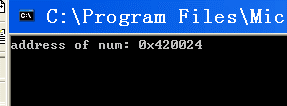 C:\Program Files\Mic
address of num: 0x420024